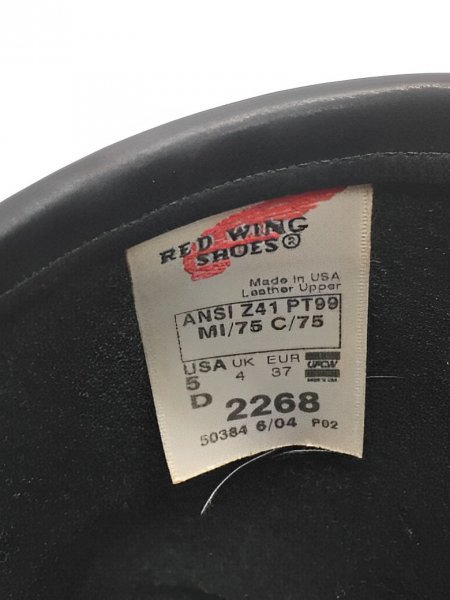 RED WING
SHOES®
Made in USA
Leather Upper
ANSI Z41 PT99
MI/75 C/75
USA UK EUR
5 4 37
UFCW
D 2268
50384 6/04 P02